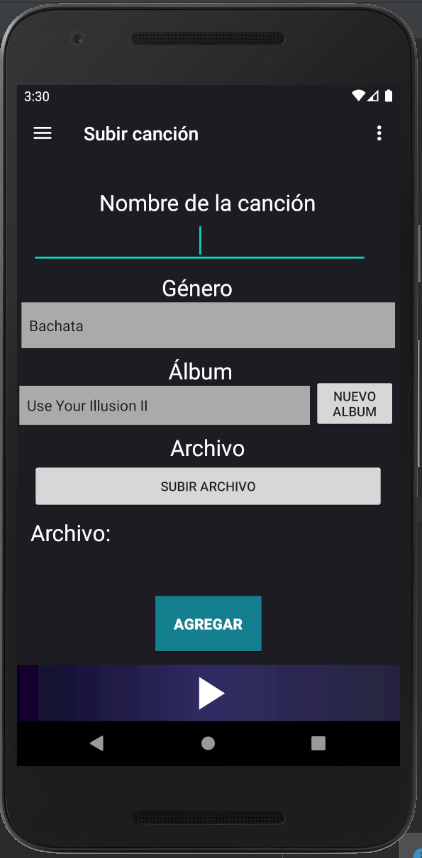 3:30
Subir canción
Nombre de la canción
Género
Bachata
Álbum
Use Your Illusion II
NUEVO
ALBUM
Archivo
SUBIR ARCHIVO
Archivo:
AGREGAR